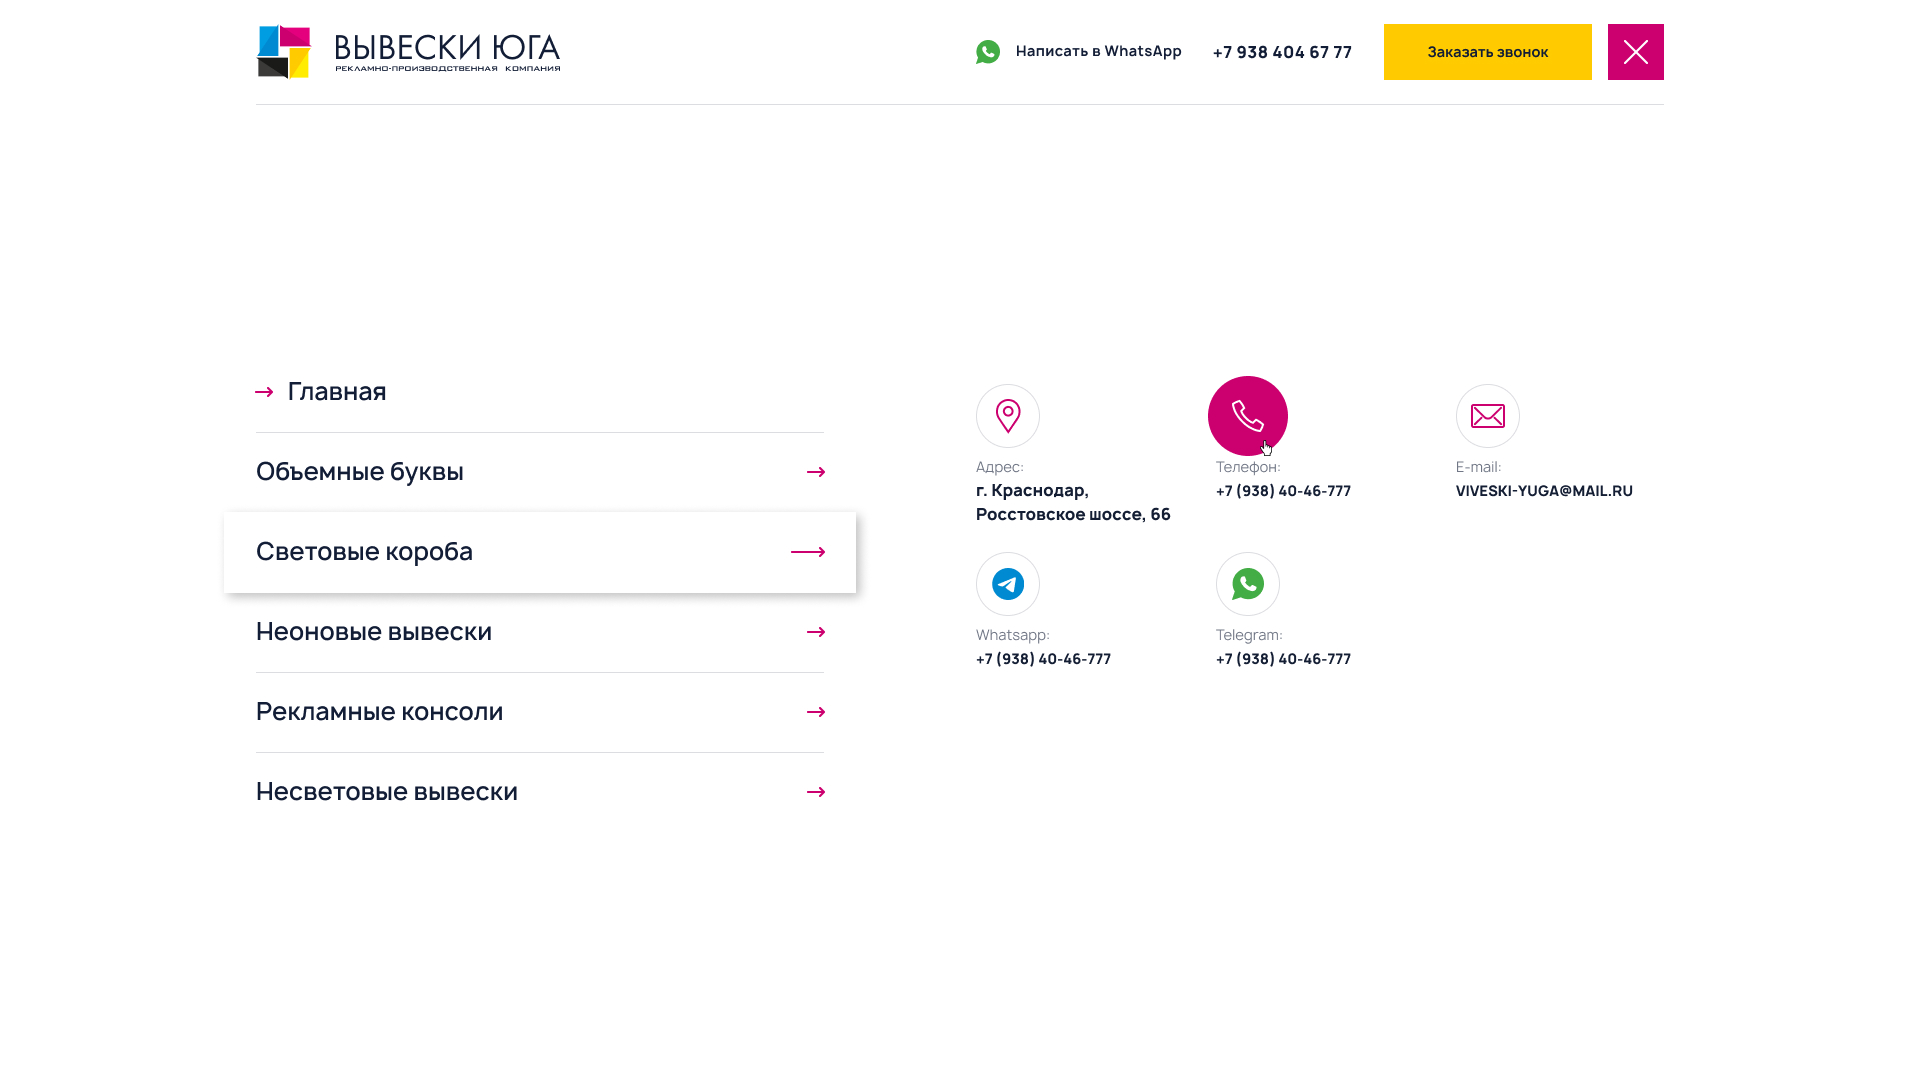 ВЫВЕСКИ ЮГА
РЕКЛАМНО-ПРОИЗВОДСТВЕННАЯ КОМПАНИЯ
Написать в WhatsApp
+7 938 404 67 77
Заказать звонок
Главная
Объемные буквы
Световые короба
Неоновые вывески
Рекламные консоли
Несветовые вывески
Адрес:
г. Краснодар,
Росстовское шоссе, 66
Телефон:
+7 (938) 40-46-777
E-mail:
VIVESKI-YUGA@MAIL.RU
Whatsapp:
+7 (938) 40-46-777
Telegram:
+7 (938) 40-46-777